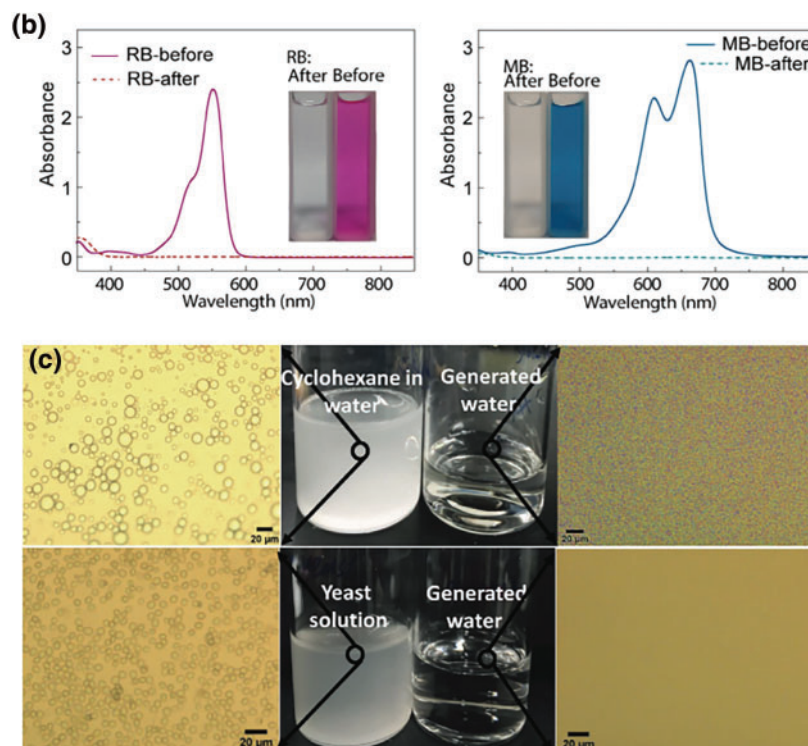 (b)
3
2
1
0
Absorbance
RB-before
RB-after
RB:
After Before
400 500 600 700 800
Wavelength (nm)
3
2
1
0
Absorbance
MB-before
MB-after
MB:
After Before
400 500 600 700 800
Wavelength (nm)
(c)
Cyclohexane in
water
Generated
water
20 μm
20 μm
Yeast
solution
Generated
water
20 μm
20 μm